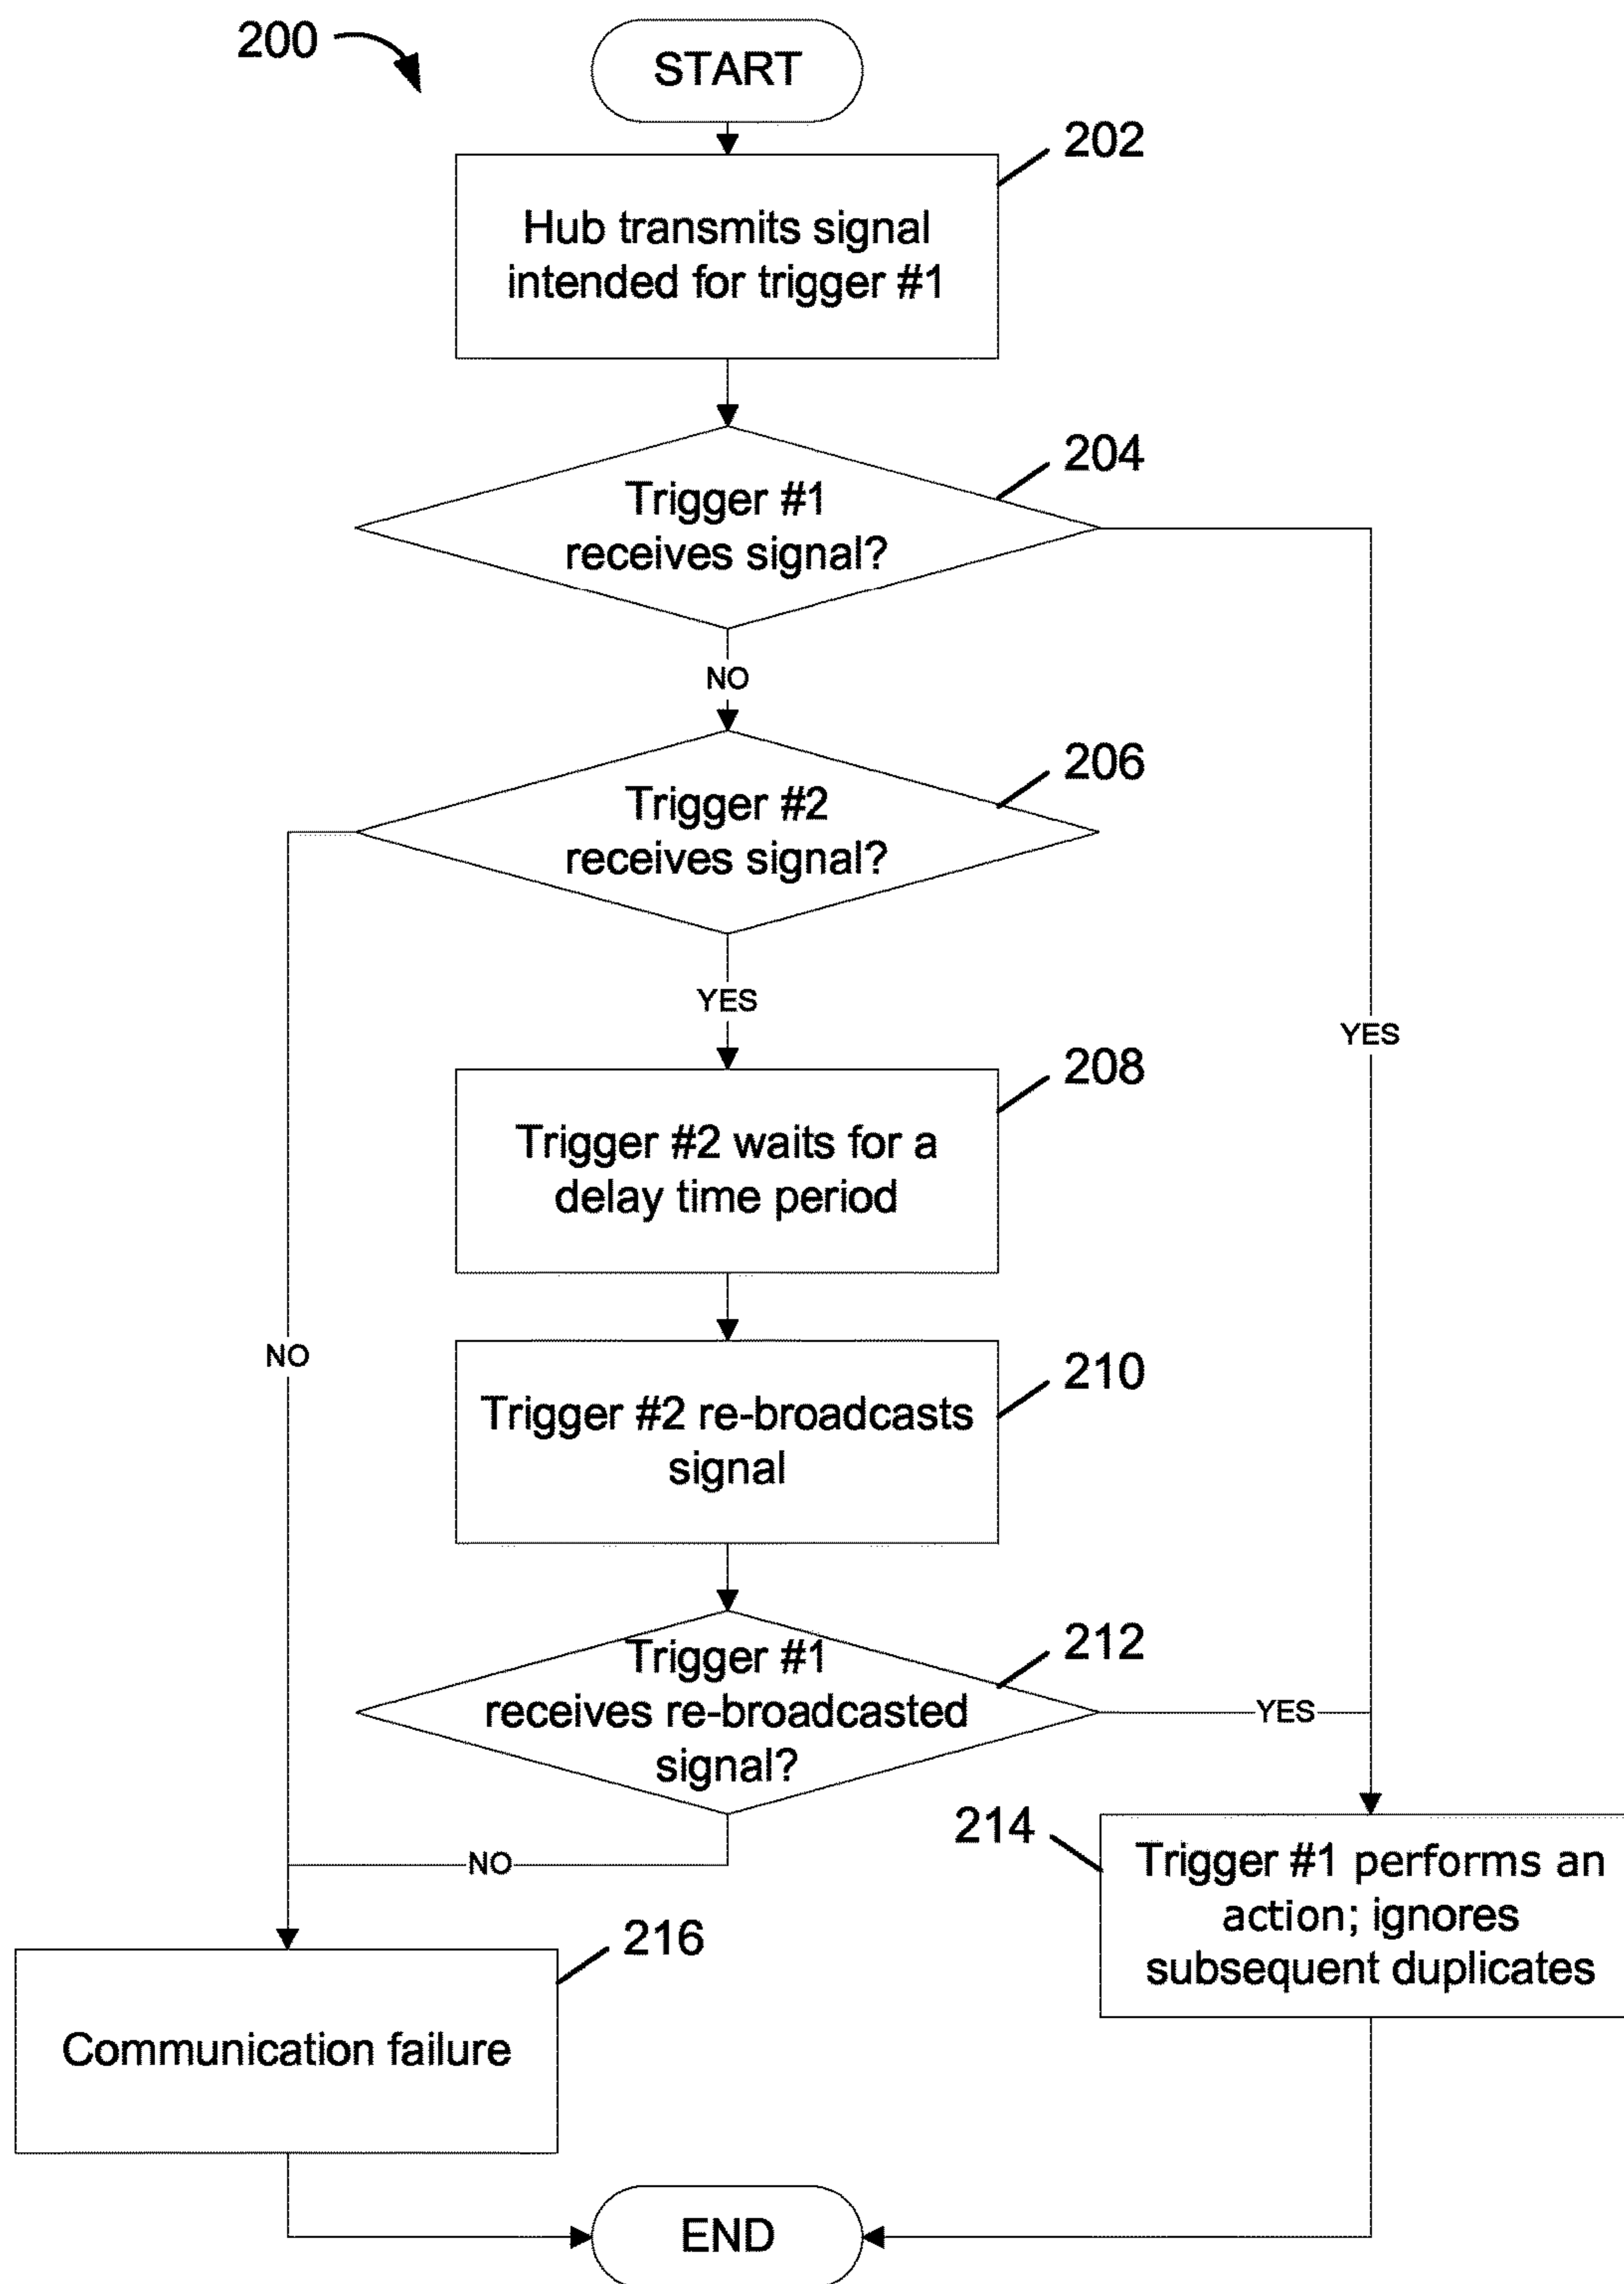 200
START
202
Hub transmits signal
intended for trigger #1
204
Trigger #1
receives signal?
NO
206
Trigger #2
receives signal?
YES
YES
208
Trigger #2 waits for a
delay time period
NO
210
Trigger #2 re-broadcasts
signal
212
Trigger #1
receives re-broadcasted
signal?
YES
NO
214
Trigger #1 performs an
action; ignores
subsequent duplicates
216
Communication failure
END